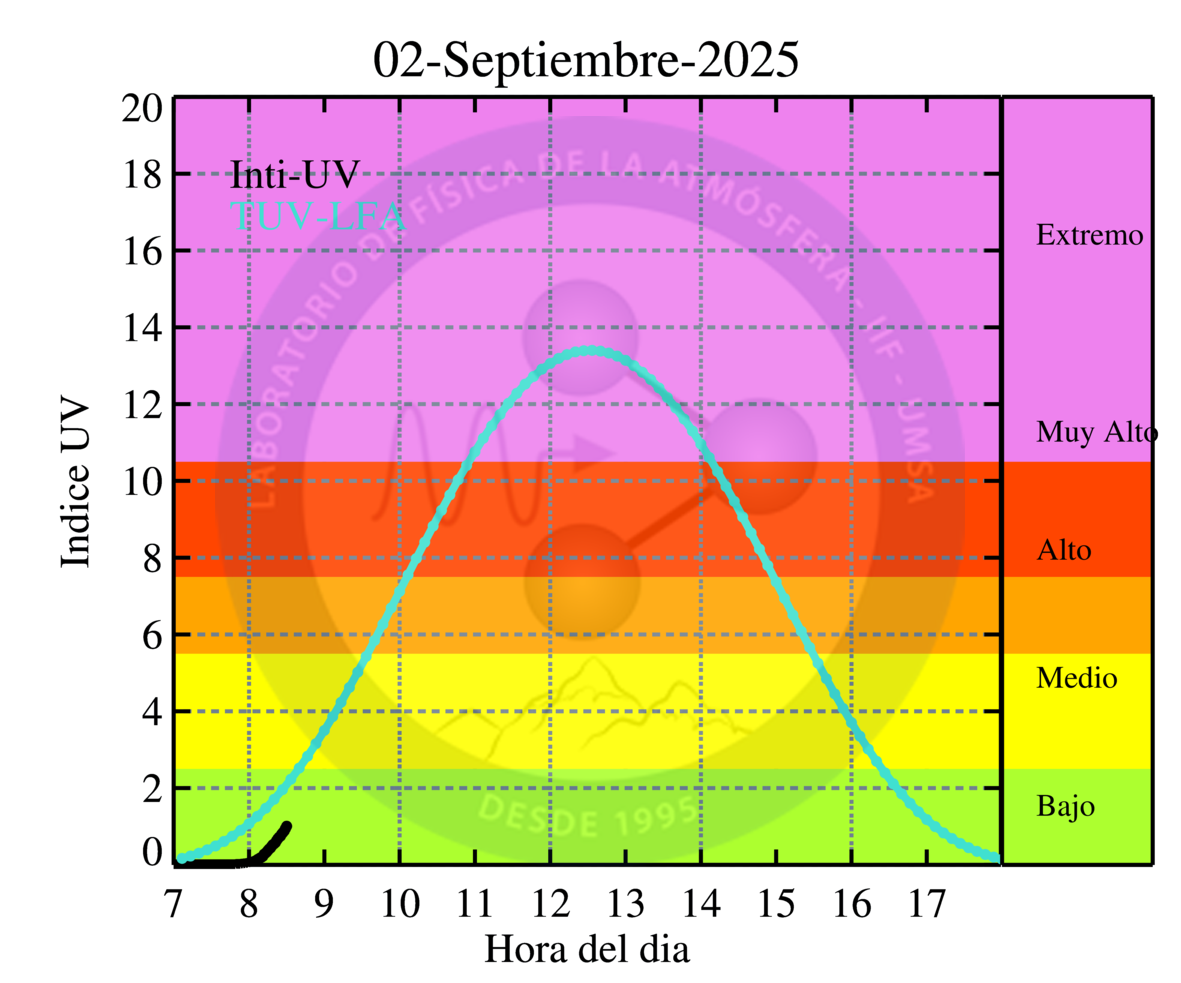 02-Septiembre-2025
20
18
16
14
12
10
8
6
4
2
0
Indice UV
Inti-UV
TUV-LFA
LABORATORIO DE FÍSICA DE LA ATMÓSFERA - IIF - UMSA
DESDE 1995
Extremo
Muy Alto
Alto
Medio
Bajo
7 8 9 10 11 12 13 14 15 16 17
Hora del dia